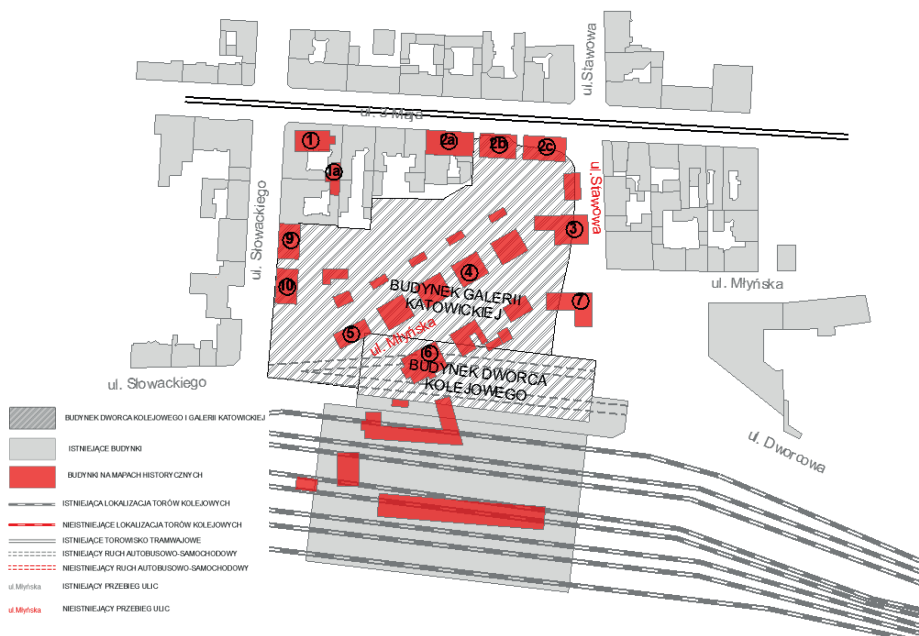 ul.Stawowa
ul. 3 Maja
1
2a
2b
2c
1a
ul.Stawowa
ul. Słowackiego
9
3
4
10
ul. Młyńska
BUDYNEK GALERII
KATOWICKIEJ
7
5
ul. Młyńska
6
BUDYNEK DWORCA
KOLEJOWEGO
ul. Słowackiego
ul. Dworcowa
BUDYNEK DWORCA KOLEJOWEGO I GALERII KATOWICKIEJ
ISTNIEJĄCE BUDYNKI
BUDYNKI NA MAPACH HISTORYCZNYCH
ISTNIEJĄCA LOKALIZACJA TORÓW KOLEJOWYCH
NIEISTNIEJĄCE LOKALIZACJA TORÓW KOLEJOWYCH
ISTNIEJĄCE TOROWISKO TRAMWAJOWE
ISTNIEJĄCY RUCH AUTOBUSOWO-SAMOCHODOWY
NIEISTNIEJĄCY RUCH AUTOBUSOWO-SAMOCHODOWY
ul.Młyńska ISTNIEJĄCY PRZEBIEG ULIC
ul.Młyńska NIEISTNIEJĄCY PRZEBIEG ULIC